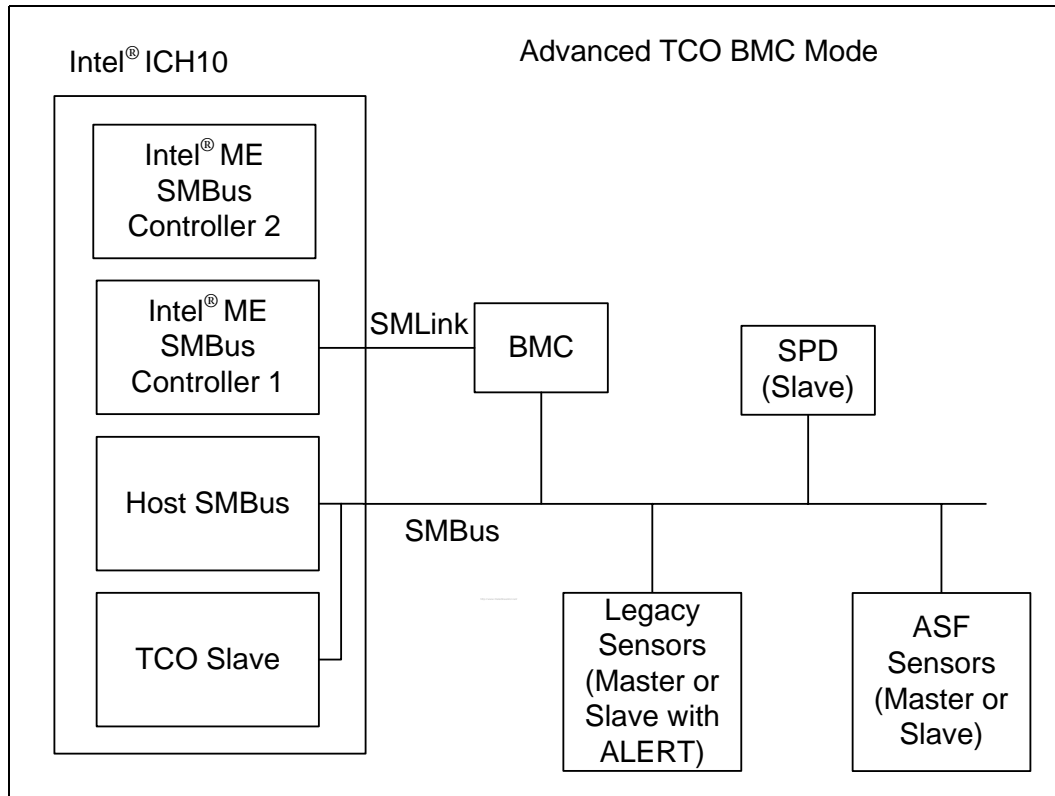 Advanced TCO BMC Mode
Intel® ICH10
Intel® ME
SMBus
Controller 2
Intel® ME
SMBus
Controller 1
SMLink
BMC
SPD
(Slave)
Host SMBus
SMBus
TCO Slave
Legacy
Sensors
(Master or
Slave with
ALERT)
ASF
Sensors
(Master or
Slave)